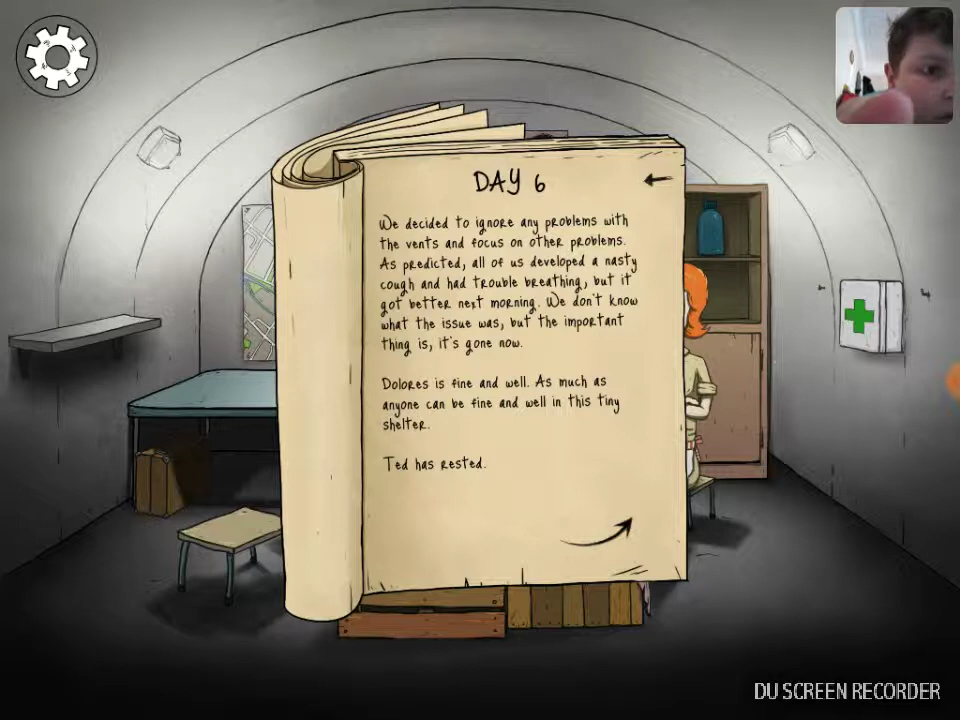 DAY 6
We decided to ignore any problems with
the vents and focus on other problems.
As predicted, all of us developed a nasty
cough and had trouble breathing, but it
got better next morning. We don't know
what the issue was, but the important
thing is, it's gone now.
Dolores is fine and well. As much as
anyone can be fine and well in this tiny
shelter.
Ted has rested.
DU SCREEN RECORDER